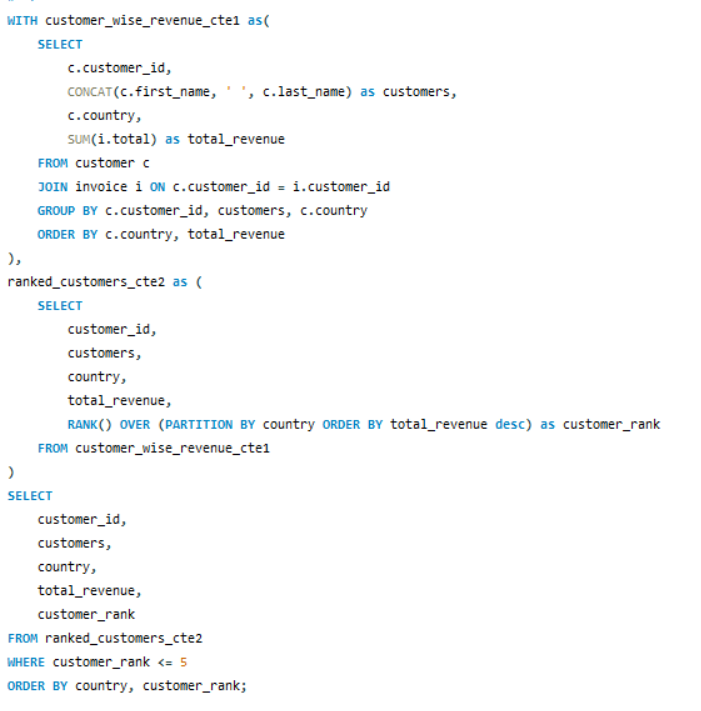 WITH customer_wise_revenue_cte1 as(
SELECT
c.customer_id,
CONCAT(c.first_name, ' ', c.last_name) as customers,
c.country,
SUM(i.total) as total_revenue
FROM customer c
JOIN invoice i ON c.customer_id = i.customer_id
GROUP BY c.customer_id, customers, c.country
ORDER BY c.country, total_revenue
),
ranked_customers_cte2 as (
SELECT
customer_id,
customers,
country,
total_revenue,
RANK() OVER (PARTITION BY country ORDER BY total_revenue desc) as customer_rank
FROM customer_wise_revenue_cte1
)
SELECT
customer_id,
customers,
country,
total_revenue,
customer_rank
FROM ranked_customers_cte2
WHERE customer_rank <= 5
ORDER BY country, customer_rank;